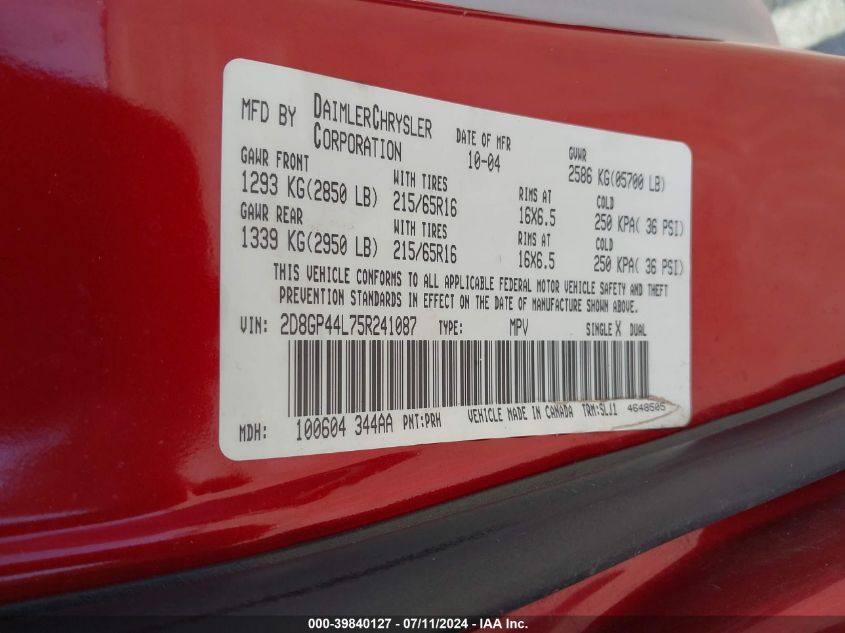 MFD BY DAIMLERCHRYSLER CORPORATION DATE OF MFR 10-04 GVWR 2586 KG(05700 LB)
GAWR FRONT WITH TIRES RIMS AT COLD
1293 KG(2850 LB) 215/65R16 16X6.5 250 KPA( 36 PSI)
GAWR REAR WITH TIRES RIMS AT COLD
1339 KG(2950 LB) 215/65R16 16X6.5 250 KPA( 36 PSI)
THIS VEHICLE CONFORMS TO ALL APPLICABLE FEDERAL MOTOR VEHICLE SAFETY AND THEFT
PREVENTION STANDARDS IN EFFECT ON THE DATE OF MANUFACTURE SHOWN ABOVE.
VIN: 2D8GP44L75R241087 TYPE: MPV SINGLE X DUAL
MDH: 100604 344AA PNT:PRH VEHICLE MADE IN CANADA TRM:SLJ1 4648505
000-39840127 - 07/11/2024 - IAA Inc.